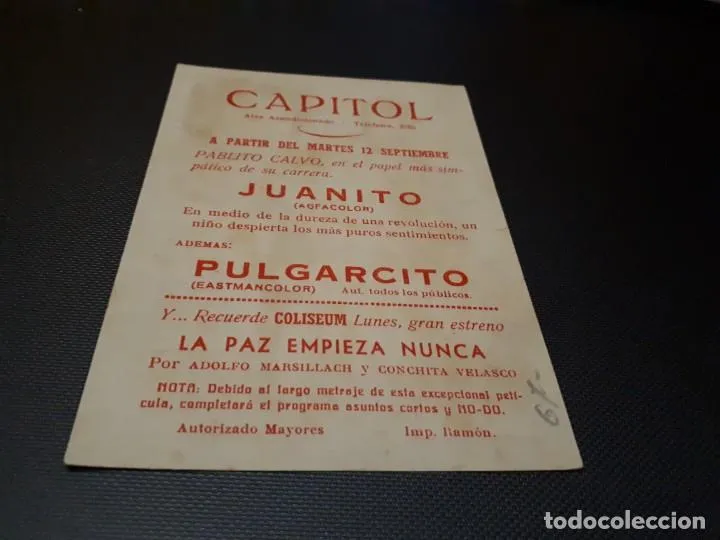 CAPITOL
Aire Acondicionado - Teléfono,
A PARTIR DEL MARTES 12 SEPTIEMBRE
PABLITO CALVO, en el papel más sim-
pático de su carrera.
JUANITO
(AGFACOLOR)
En medio de la dureza de una revolución, un
niño despierta los más puros sentimientos.
ADEMAS:
PULGARCITO
(EASTMANCOLOR) Aut. todos los públicos.
Y... Recuerde COLISEUM Lunes, gran estreno
LA PAZ EMPIEZA NUNCA
Por ADOLFO MARSILLACH y CONCHITA VELASCO
NOTA: Debido al largo metraje de esta excepcional pelí-
cula, completará el programa asuntos cortos y NO-DO.
Autorizado Mayores Imp. Ramón.
67-
todocoleccion